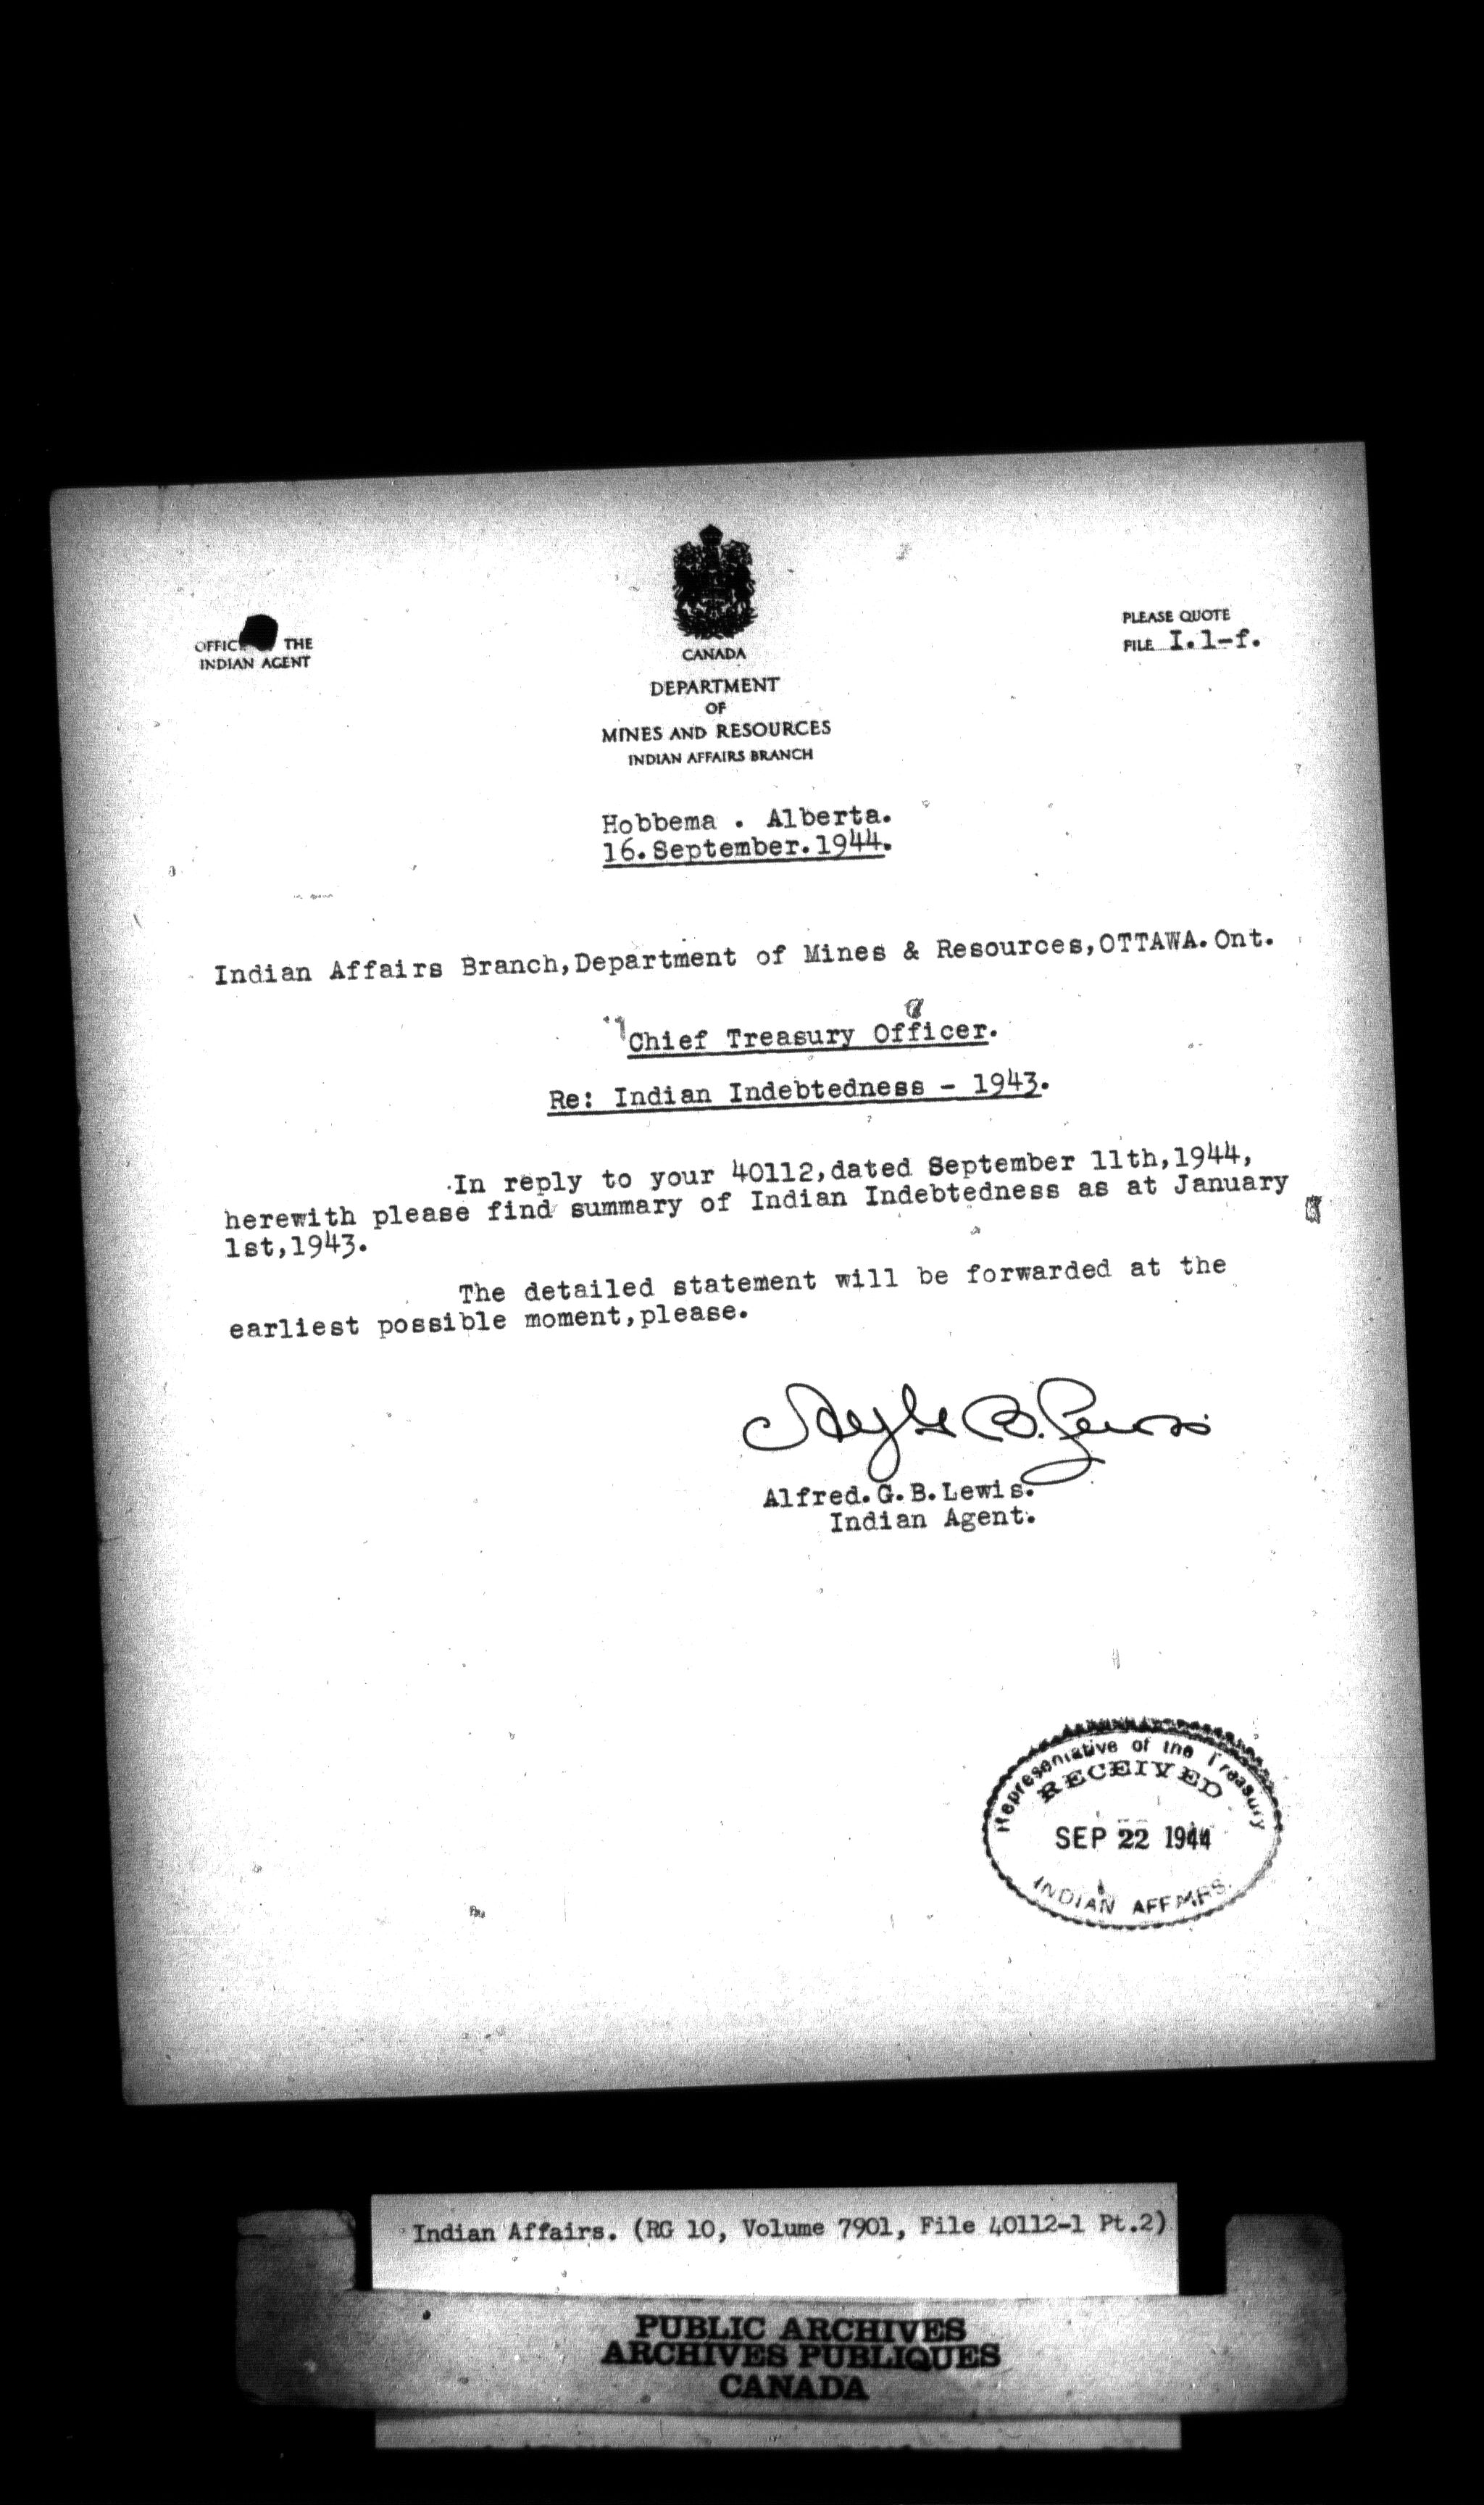 OFFIC THE
INDIAN AGENT
PLEASE QUOTE
FILE I.1-f.
CANADA
DEPARTMENT
OF
MINES AND RESOURCES
INDIAN AFFAIRS BRANCH
Hobbema . Alberta.
16.September.1944.
Indian Affairs Branch,Department of Mines & Resources,OTTAWA.Ont.
Chief Treasury Officer.
Re: Indian Indebtedness - 1943.
In reply to your 40112,dated September 11th,1944,
herewith please find summary of Indian Indebtedness as at January
1st,1943.
The detailed statement will be forwarded at the
earliest possible moment,please.
B. Lewis
Alfred.G.B.Lewis.
Indian Agent.
Representative of the Treasury
RECEIVED
SEP 22 1944
INDIAN AFFAIRS.
Indian Affairs. (RG 10, Volume 7901, File 40112-1 Pt.2)
PUBLIC ARCHIVES
ARCHIVES PUBLIQUES
CANADA